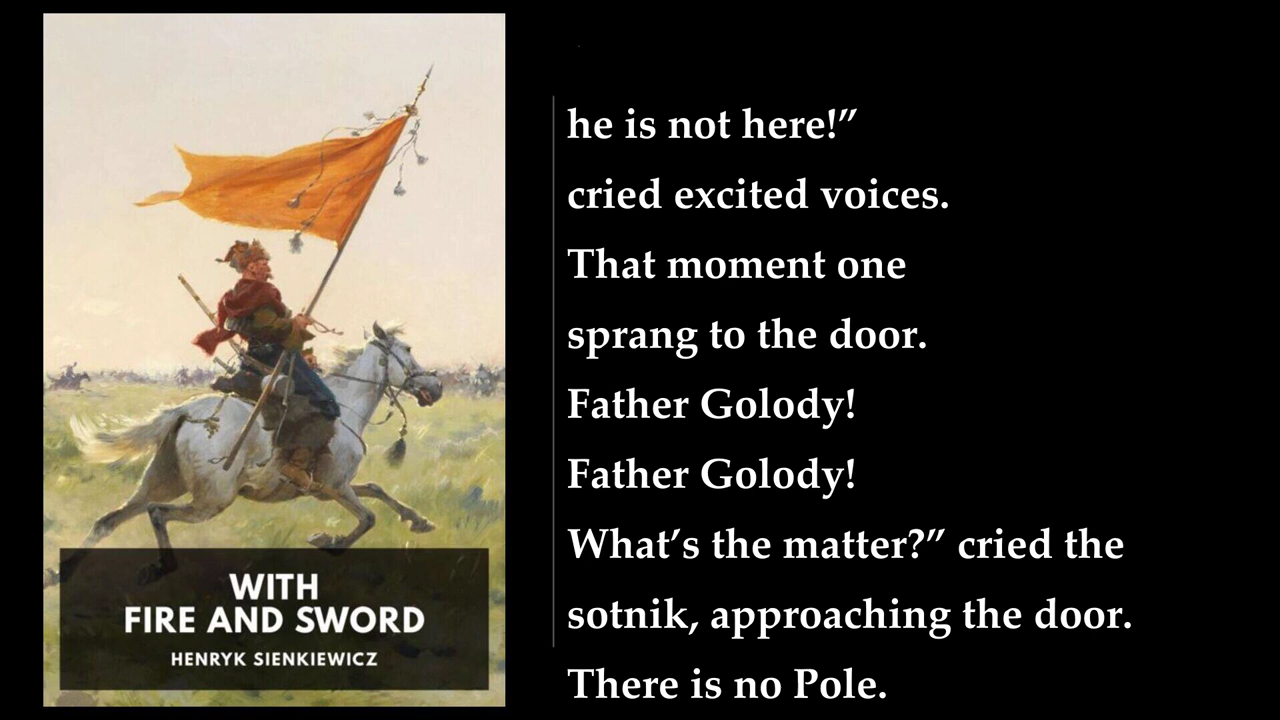 WITH
FIRE AND SWORD
HENRYK SIENKIEWICZ
he is not here!”
cried excited voices.
That moment one
sprang to the door.
Father Golody!
Father Golody!
What’s the matter?” cried the
sotnik, approaching the door.
There is no Pole.